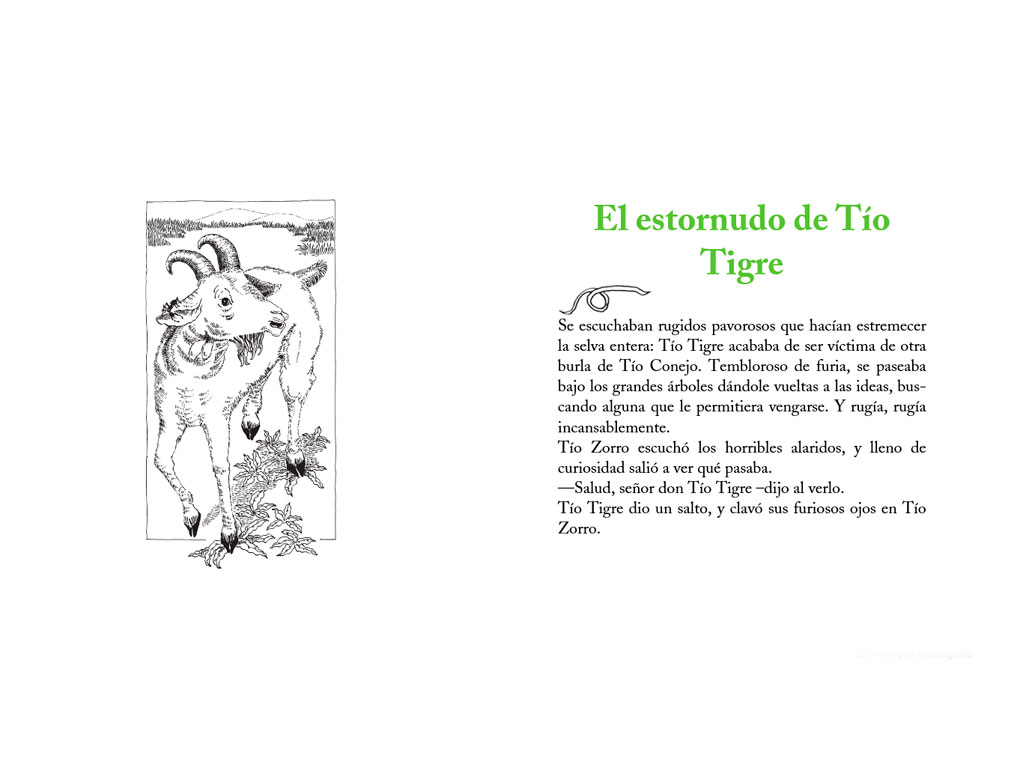 El estornudo de Tío
Tigre
Se escuchaban rugidos pavorosos que hacían estremecer
la selva entera: Tío Tigre acababa de ser víctima de otra
burla de Tío Conejo. Tembloroso de furia, se paseaba
bajo los grandes árboles dándole vueltas a las ideas, bus-
cando alguna que le permitiera vengarse. Y rugía, rugía
incansablemente.
Tío Zorro escuchó los horribles alaridos, y lleno de
curiosidad salió a ver qué pasaba.
—Salud, señor don Tío Tigre –dijo al verlo.
Tío Tigre dio un salto, y clavó sus furiosos ojos en Tío
Zorro.